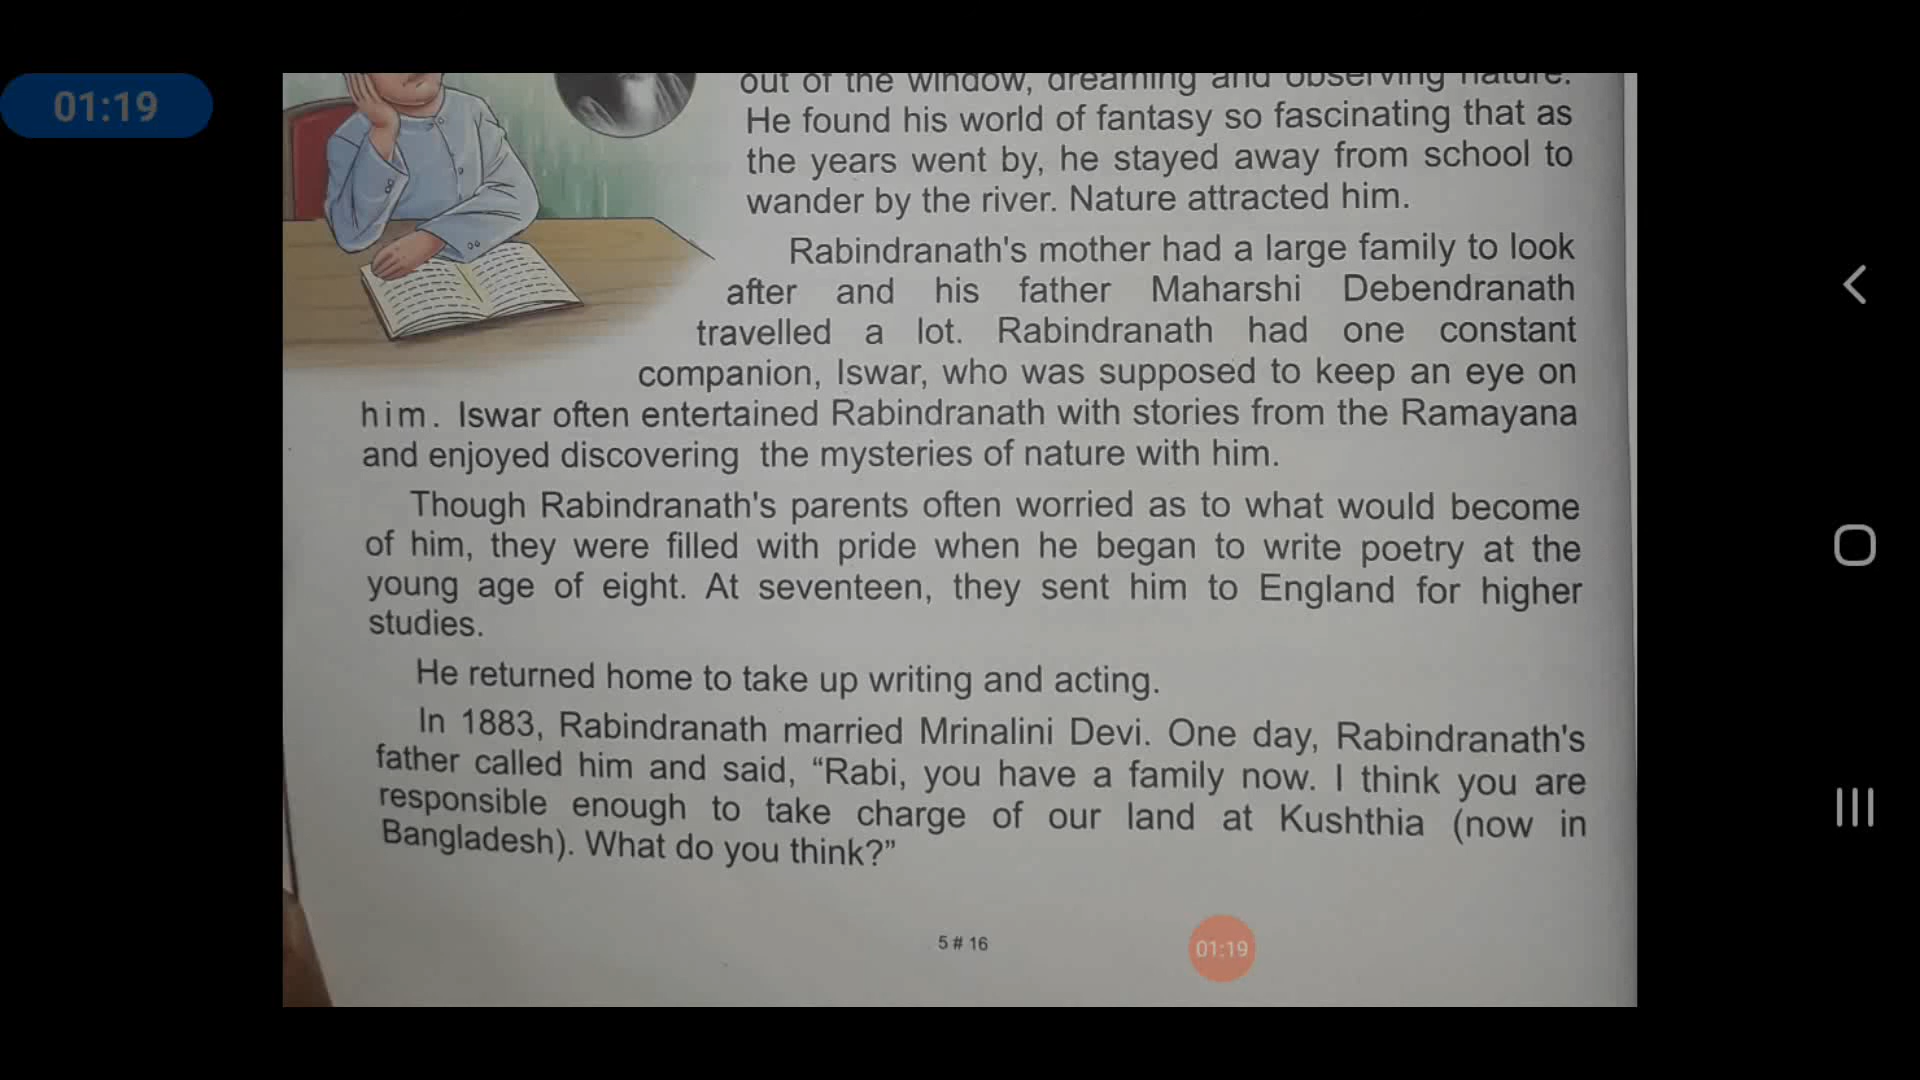 01:19
out of the window, dreaming and observing nature.
He found his world of fantasy so fascinating that as
the years went by, he stayed away from school to
wander by the river. Nature attracted him.
Rabindranath's mother had a large family to look
after and his father Maharshi Debendranath
travelled a lot. Rabindranath had one constant
companion, Iswar, who was supposed to keep an eye on
him. Iswar often entertained Rabindranath with stories from the Ramayana
and enjoyed discovering the mysteries of nature with him.
Though Rabindranath's parents often worried as to what would become
of him, they were filled with pride when he began to write poetry at the
young age of eight. At seventeen, they sent him to England for higher
studies.
He returned home to take up writing and acting.
In 1883, Rabindranath married Mrinalini Devi. One day, Rabindranath's
father called him and said, “Rabi, you have a family now. I think you are
responsible enough to take charge of our land at Kushthia (now in
Bangladesh). What do you think?”
5 # 16
01:19